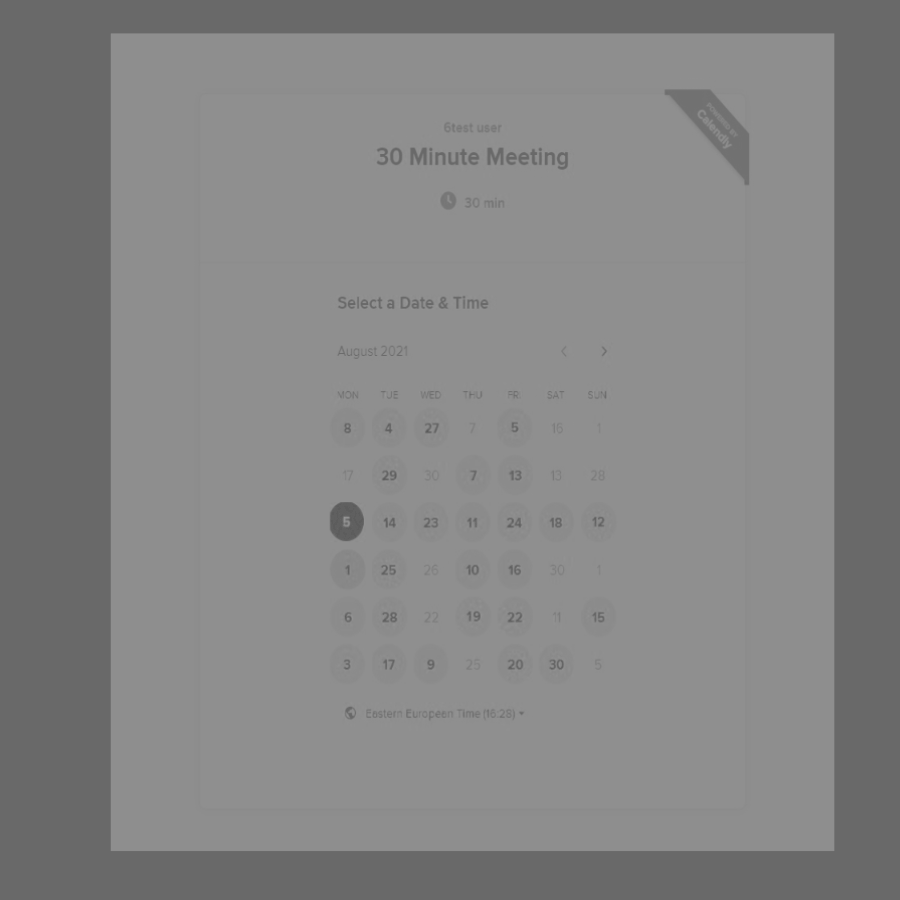 POWERED BY
Calendly
6test user
30 Minute Meeting
30 min
Select a Date & Time
August 2021
MON TUE WED THU FRI SAT SUN
8 4 27 7 5 16 1
17 29 30 7 13 13 28
5 14 23 11 24 18 12
1 25 26 10 16 30 1
6 28 22 19 22 11 15
3 17 9 25 20 30 5
Eastern European Time (16:28)